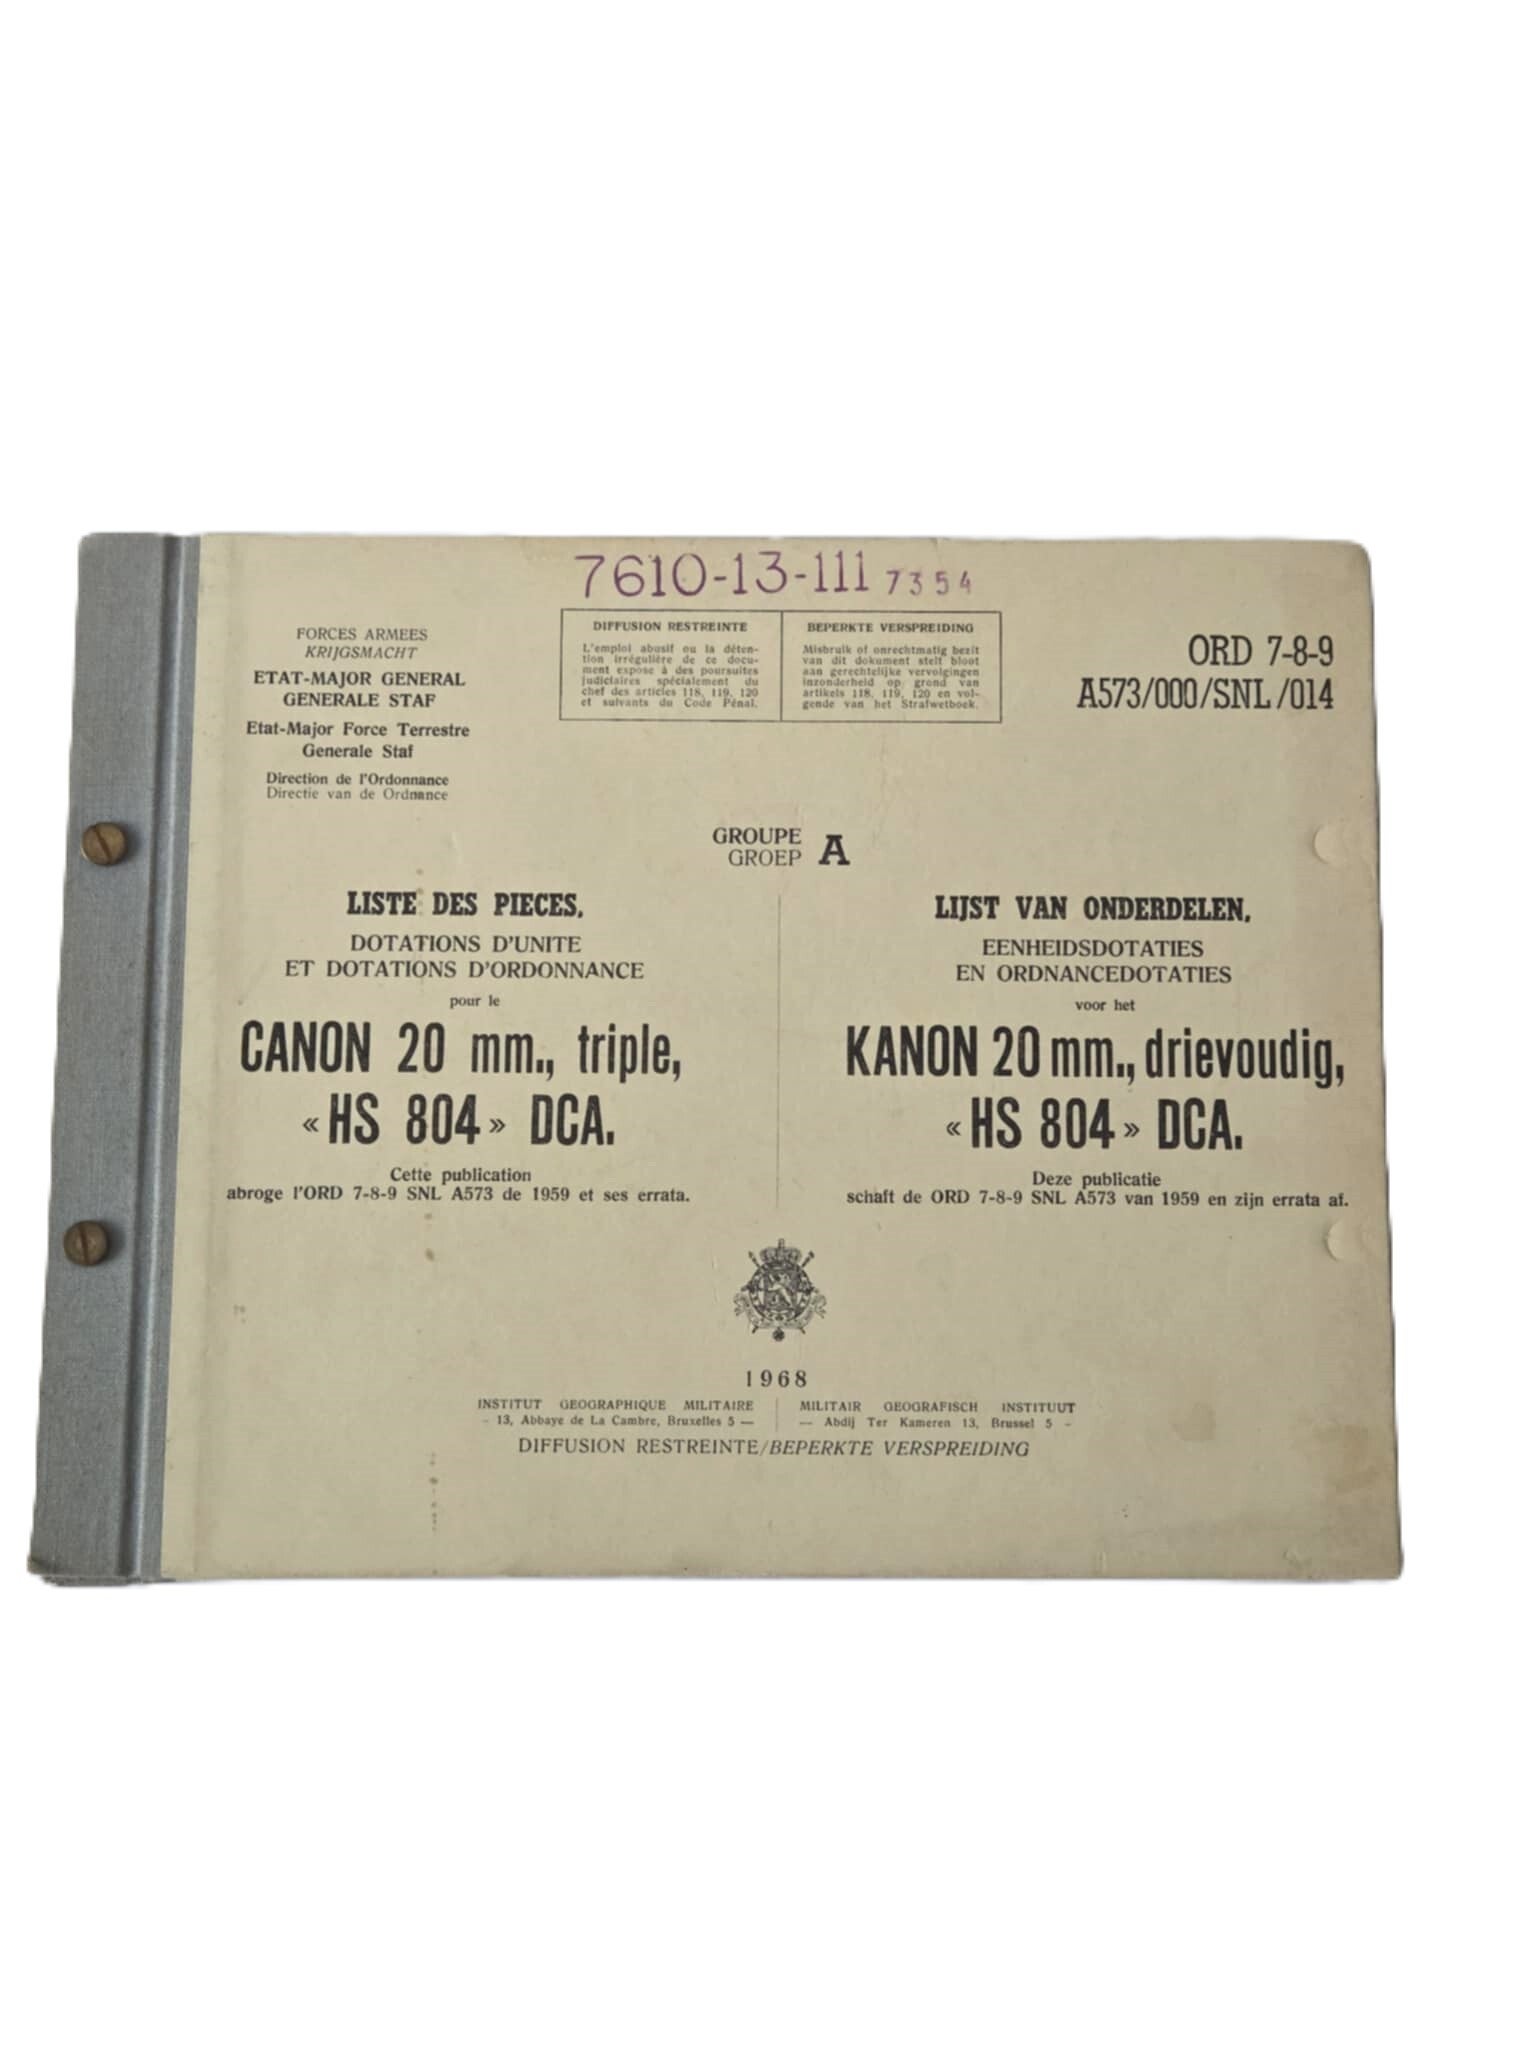 7610-13-111 7354
FORCES ARMEES
KRIJGSMACHT
ETAT-MAJOR GENERAL
GENERALE STAF
Etat-Major Force Terrestre
Generale Staf
Direction de l'Ordonnance
Directie van de Ordnance
DIFFUSION RESTREINTE
L'emploi abusif ou la déten-
tion irrégulière de ce docu-
ment expose à des poursuites
judiciaires spécialement du
chef des articles 118, 119, 120
et suivants du Code Pénal.
BEPERKTE VERSPREIDING
Misbruik of onrechtmatig bezit
van dit dokument stelt bloot
aan gerechtelijke vervolgingen
inzonderheid op grond van
artikels 118, 119, 120 en vol-
gende van het Strafwetboek.
ORD 7-8-9
A573/000/SNL/014
GROUPE
GROEP A
LISTE DES PIECES.
DOTATIONS D'UNITE
ET DOTATIONS D'ORDONNANCE
pour le
CANON 20 mm., triple,
« HS 804 » DCA.
Cette publication
abroge l'ORD 7-8-9 SNL A573 de 1959 et ses errata.
LIJST VAN ONDERDELEN.
EENHEIDSDOTATIES
EN ORDNANCEDOTATIES
voor het
KANON 20 mm., drievoudig,
« HS 804 » DCA.
Deze publicatie
schaft de ORD 7-8-9 SNL A573 van 1959 en zijn errata af.
1968
INSTITUT GEOGRAPHIQUE MILITAIRE
- 13, Abbaye de La Cambre, Bruxelles 5 —
MILITAIR GEOGRAFISCH INSTITUUT
— Abdij Ter Kameren 13, Brussel 5 -
DIFFUSION RESTREINTE/BEPERKTE VERSPREIDING